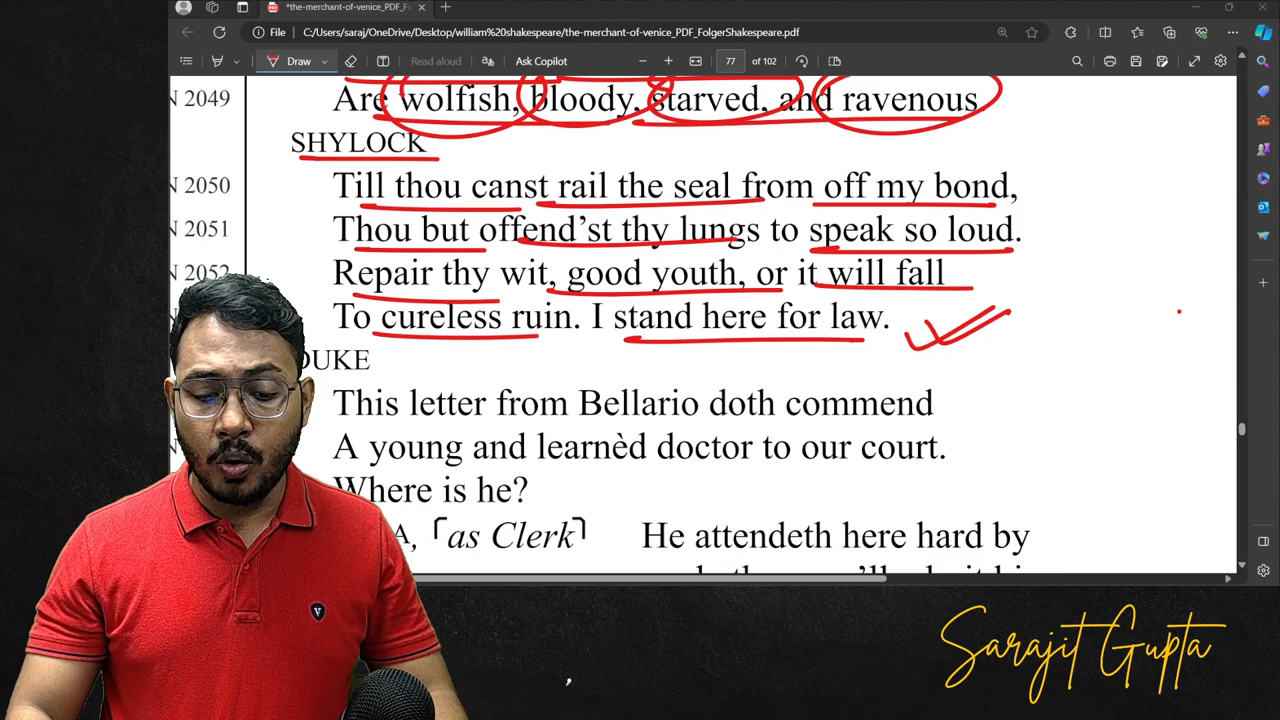 *the-merchant-of-venice_PDF_F
File C:/Users/saraj/OneDrive/Desktop/william%20shakespeare/the-merchant-of-venice_PDF_FolgerShakespeare.pdf
Draw Read aloud Ask Copilot 77 of 102
N 2049 Are wolfish, bloody, starved, and ravenous.
SHYLOCK
N 2050 Till thou canst rail the seal from off my bond,
N 2051 Thou but offend'st thy lungs to speak so loud.
N 2052 Repair thy wit, good youth, or it will fall
To cureless ruin. I stand here for law.
DUKE
This letter from Bellario doth commend
A young and learnèd doctor to our court.
Where is he?
A, ⌜as Clerk⌝ He attendeth here hard by
Sarajit Gupta